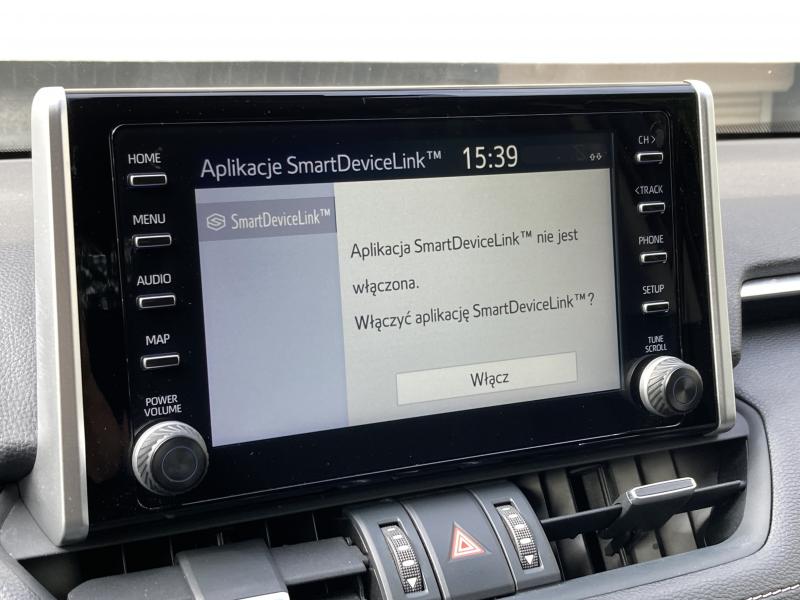 Aplikacje SmartDeviceLink™ 15:39
SmartDeviceLink™
Aplikacja SmartDeviceLink™ nie jest
włączona.
Włączyć aplikację SmartDeviceLink™?
Włącz
HOME
MENU
AUDIO
MAP
POWER
VOLUME
CH >
< TRACK
PHONE
SETUP
TUNE
SCROLL